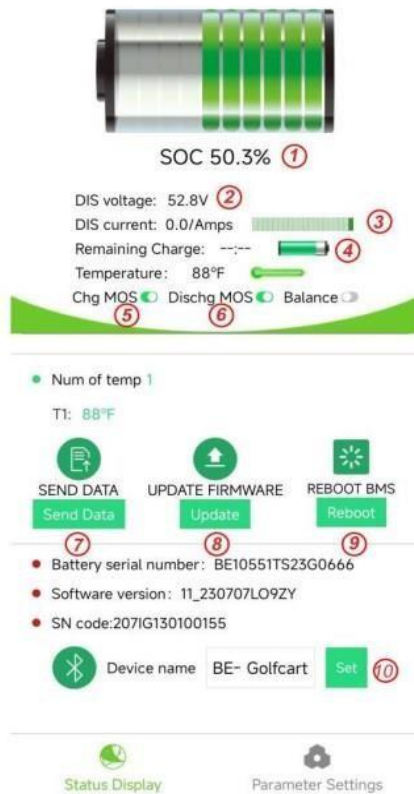 SOC 50.3% 1
DIS voltage: 52.8V 2
DIS current: 0.0/Amps 3
Remaining Charge: --:-- 4
Temperature: 88°F
Chg MOS Dischg MOS Balance
5 6
Num of temp 1
T1: 88°F
SEND DATA UPDATE FIRMWARE REBOOT BMS
Send Data Update Reboot
7 8 9
Battery serial number: BE10551TS23G0666
Software version: 11_230707LO9ZY
SN code:207IG130100155
Device name BE- Golfcart Set 10
Status Display Parameter Settings